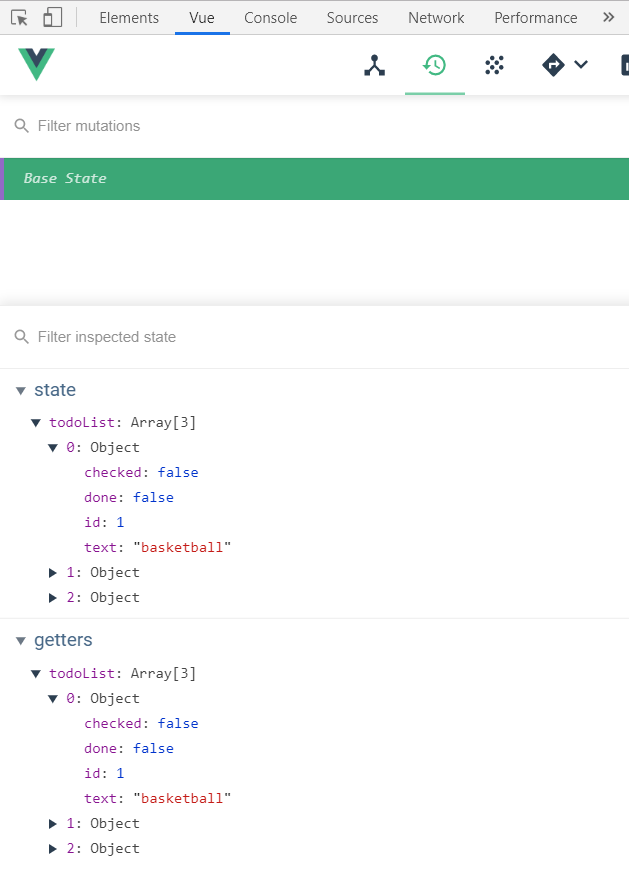 Elements Vue Console Sources Network Performance »
Filter mutations
Base State
Filter inspected state
state
todoList: Array[3]
0: Object
checked: false
done: false
id: 1
text: "basketball"
1: Object
2: Object
getters
todoList: Array[3]
0: Object
checked: false
done: false
id: 1
text: "basketball"
1: Object
2: Object